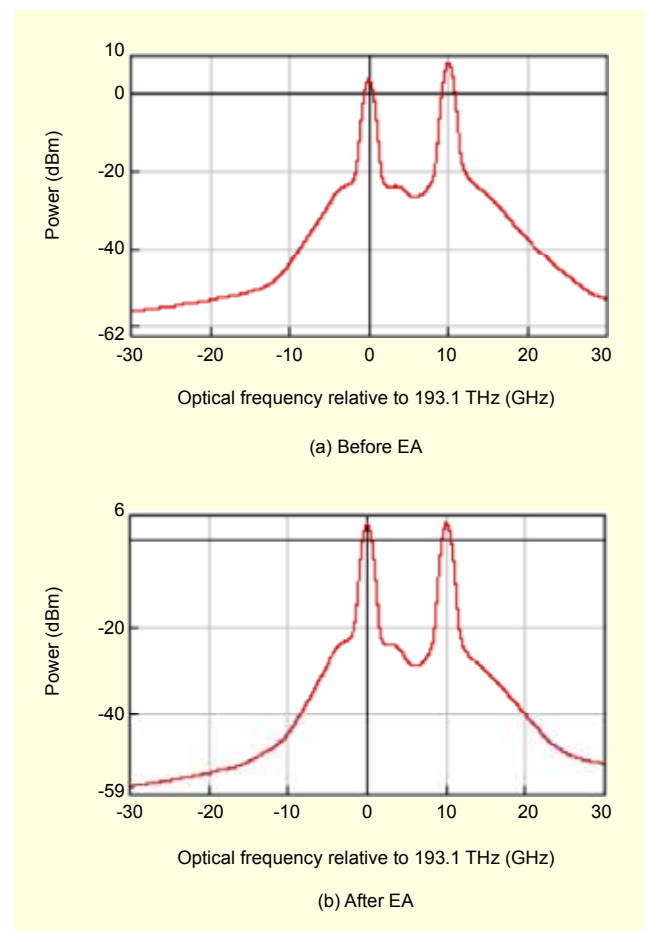 10
0
-20
-40
-62
Power (dBm)
-30 -20 -10 0 10 20 30
Optical frequency relative to 193.1 THz (GHz)
(a) Before EA
6
-20
-40
-59
Power (dBm)
-30 -20 -10 0 10 20 30
Optical frequency relative to 193.1 THz (GHz)
(b) After EA